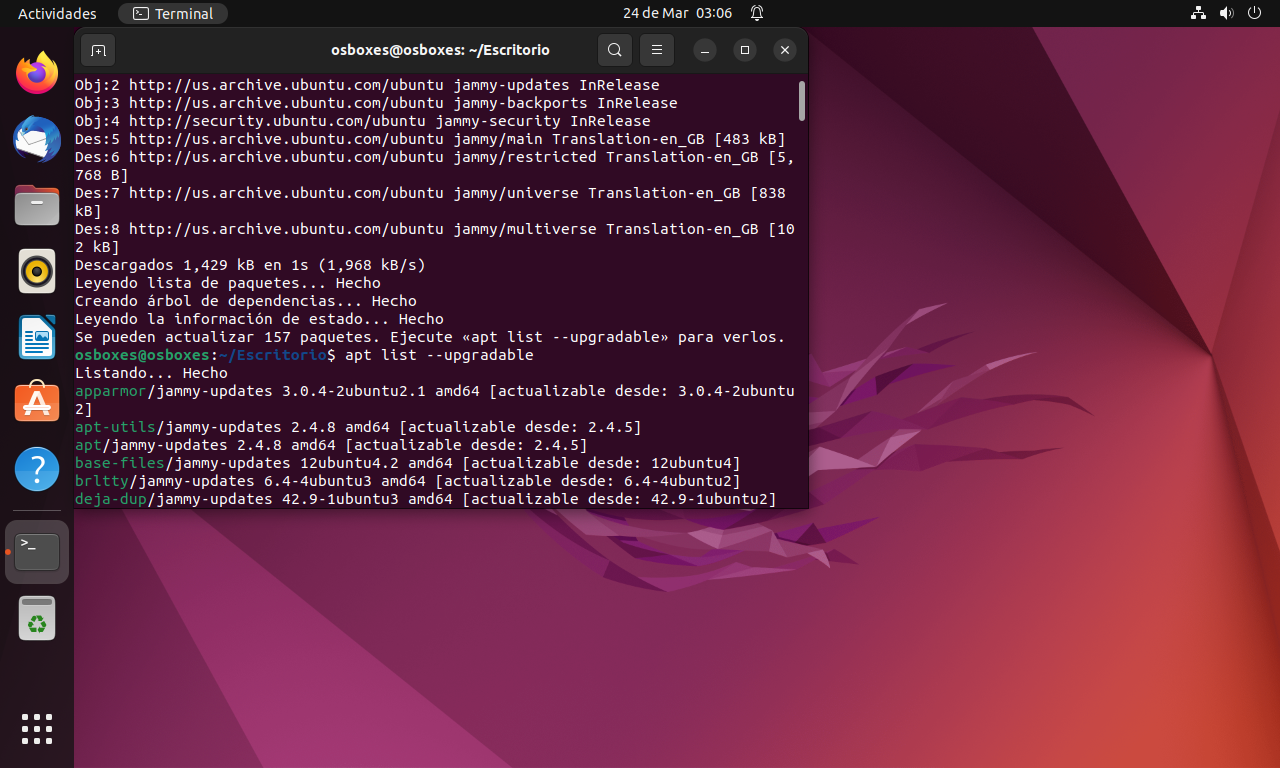 Actividades
Terminal
24 de Mar 03:06
osboxes@osboxes: ~/Escritorio
Obj:2 http://us.archive.ubuntu.com/ubuntu jammy-updates InRelease
Obj:3 http://us.archive.ubuntu.com/ubuntu jammy-backports InRelease
Obj:4 http://security.ubuntu.com/ubuntu jammy-security InRelease
Des:5 http://us.archive.ubuntu.com/ubuntu jammy/main Translation-en_GB [483 kB]
Des:6 http://us.archive.ubuntu.com/ubuntu jammy/restricted Translation-en_GB [5,
768 B]
Des:7 http://us.archive.ubuntu.com/ubuntu jammy/universe Translation-en_GB [838
kB]
Des:8 http://us.archive.ubuntu.com/ubuntu jammy/multiverse Translation-en_GB [10
2 kB]
Descargados 1,429 kB en 1s (1,968 kB/s)
Leyendo lista de paquetes... Hecho
Creando árbol de dependencias... Hecho
Leyendo la información de estado... Hecho
Se pueden actualizar 157 paquetes. Ejecute «apt list --upgradable» para verlos.
osboxes@osboxes:~/Escritorio$ apt list --upgradable
Listando... Hecho
apparmor/jammy-updates 3.0.4-2ubuntu2.1 amd64 [actualizable desde: 3.0.4-2ubuntu
2]
apt-utils/jammy-updates 2.4.8 amd64 [actualizable desde: 2.4.5]
apt/jammy-updates 2.4.8 amd64 [actualizable desde: 2.4.5]
base-files/jammy-updates 12ubuntu4.2 amd64 [actualizable desde: 12ubuntu4]
brltty/jammy-updates 6.4-4ubuntu3 amd64 [actualizable desde: 6.4-4ubuntu2]
deja-dup/jammy-updates 42.9-1ubuntu3 amd64 [actualizable desde: 42.9-1ubuntu2]